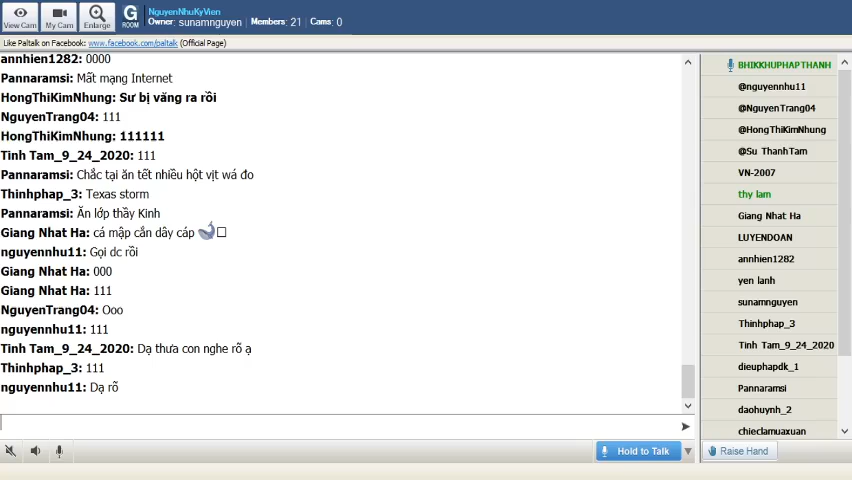 NguyenNhuKyVien
Owner: sunamnguyen Members: 21 Cams: 0
View Cam
My Cam
Enlarge
G
ROOM
Like Paltalk on Facebook: www.facebook.com/paltalk (Official Page)
annhien1282: 0000
Pannaramsi: Mất mạng Internet
HongThiKimNhung: Sư bị văng ra rồi
NguyenTrang04: 111
HongThiKimNhung: 111111
Tinh Tam_9_24_2020: 111
Pannaramsi: Chắc tại ăn tết nhiều hột vịt wá đo
Thinhphap_3: Texas storm
Pannaramsi: Ăn lớp thầy Kinh
Giang Nhat Ha: cá mập cắn dây cáp
nguyennhu11: Gọi dc rồi
Giang Nhat Ha: 000
Giang Nhat Ha: 111
NguyenTrang04: Ooo
nguyennhu11: 111
Tinh Tam_9_24_2020: Dạ thưa con nghe rõ ạ
Thinhphap_3: 111
nguyennhu11: Dạ rõ
Hold to Talk
BHIKKHUPHAPTHANH
@nguyennhu11
@NguyenTrang04
@HongThiKimNhung
@Su ThanhTam
VN-2007
thy lam
Giang Nhat Ha
LUYENDOAN
annhien1282
yen lanh
sunamnguyen
Thinhphap_3
Tinh Tam_9_24_2020
dieuphapdk_1
Pannaramsi
daohuynh_2
chieclamuaxuan
Raise Hand